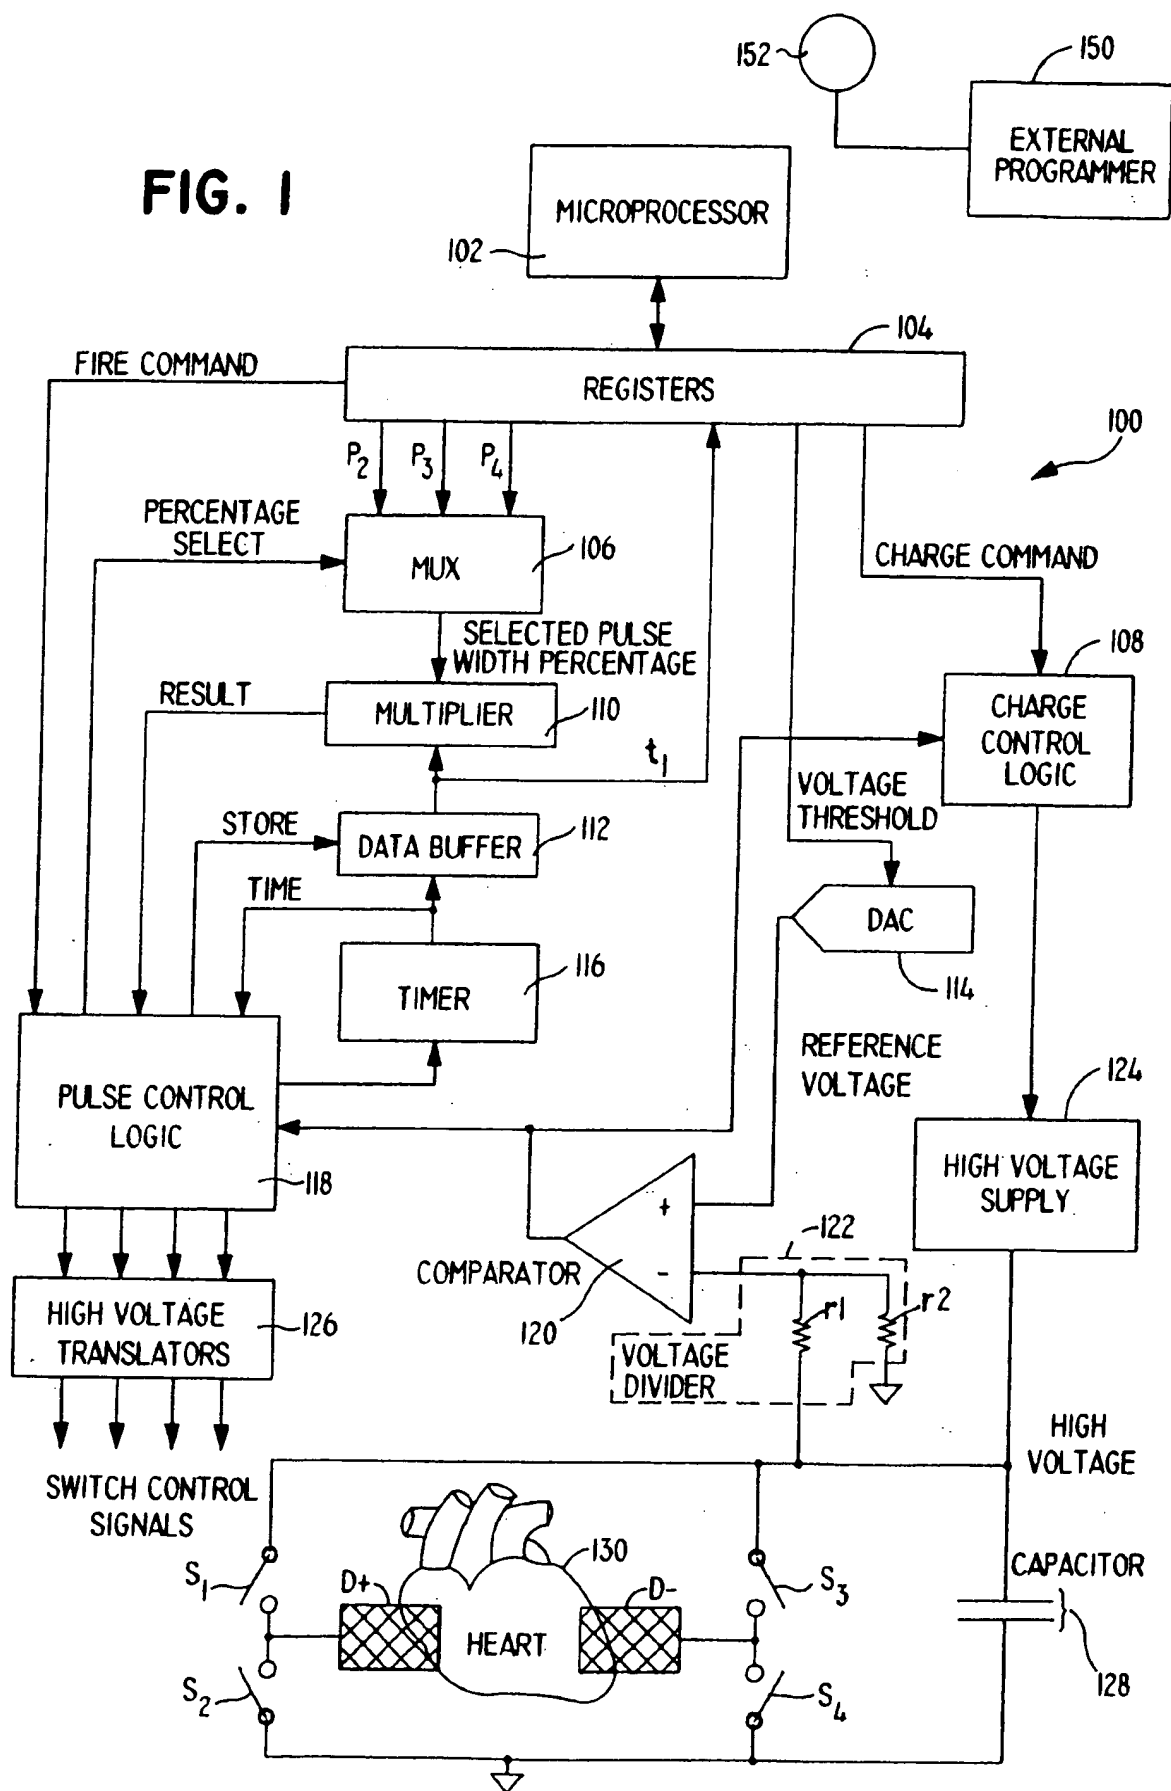 152
150
EXTERNAL
PROGRAMMER
FIG. 1
MICROPROCESSOR
102
104
FIRE COMMAND
REGISTERS
100
P2
P3
P4
PERCENTAGE
SELECT
106
MUX
CHARGE COMMAND
SELECTED PULSE
WIDTH PERCENTAGE
108
RESULT
MULTIPLIER
110
CHARGE
CONTROL
LOGIC
t1
VOLTAGE
THRESHOLD
STORE
DATA BUFFER
112
TIME
DAC
116
TIMER
114
REFERENCE
VOLTAGE
124
PULSE CONTROL
LOGIC
118
HIGH VOLTAGE
SUPPLY
+
-
122
COMPARATOR
120
r1
r2
HIGH VOLTAGE
TRANSLATORS
126
VOLTAGE
DIVIDER
HIGH
VOLTAGE
SWITCH CONTROL
SIGNALS
130
CAPACITOR
S1
D+
D-
S3
HEART
128
S2
S4